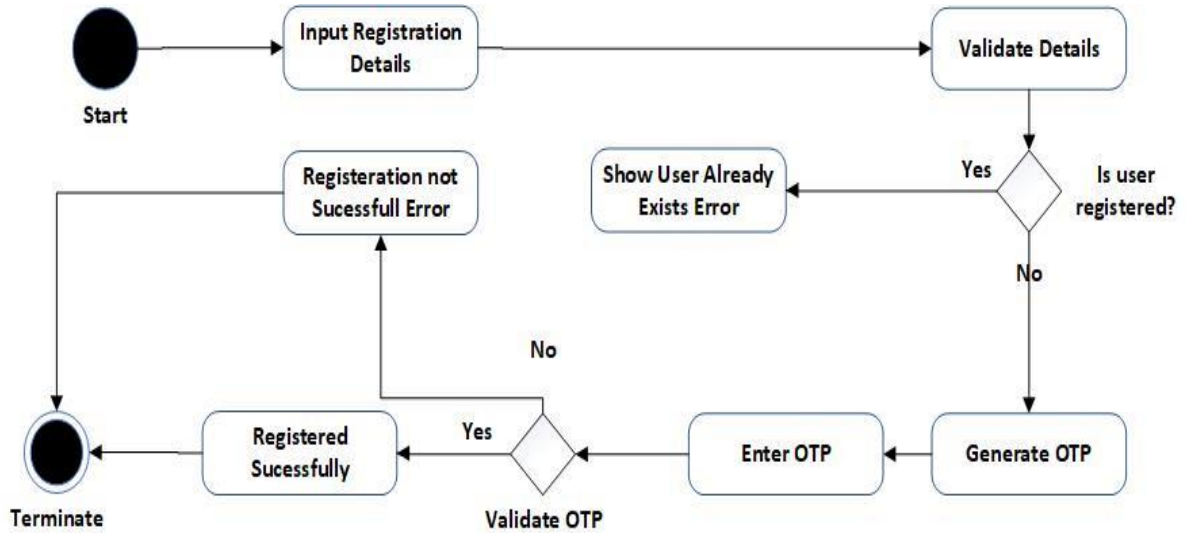 Input Registration
Details
Validate Details
Start
Registeration not
Sucessfull Error
Show User Already
Exists Error
Yes
Is user
registered?
No
No
Registered
Sucessfully
Yes
Enter OTP
Generate OTP
Terminate
Validate OTP